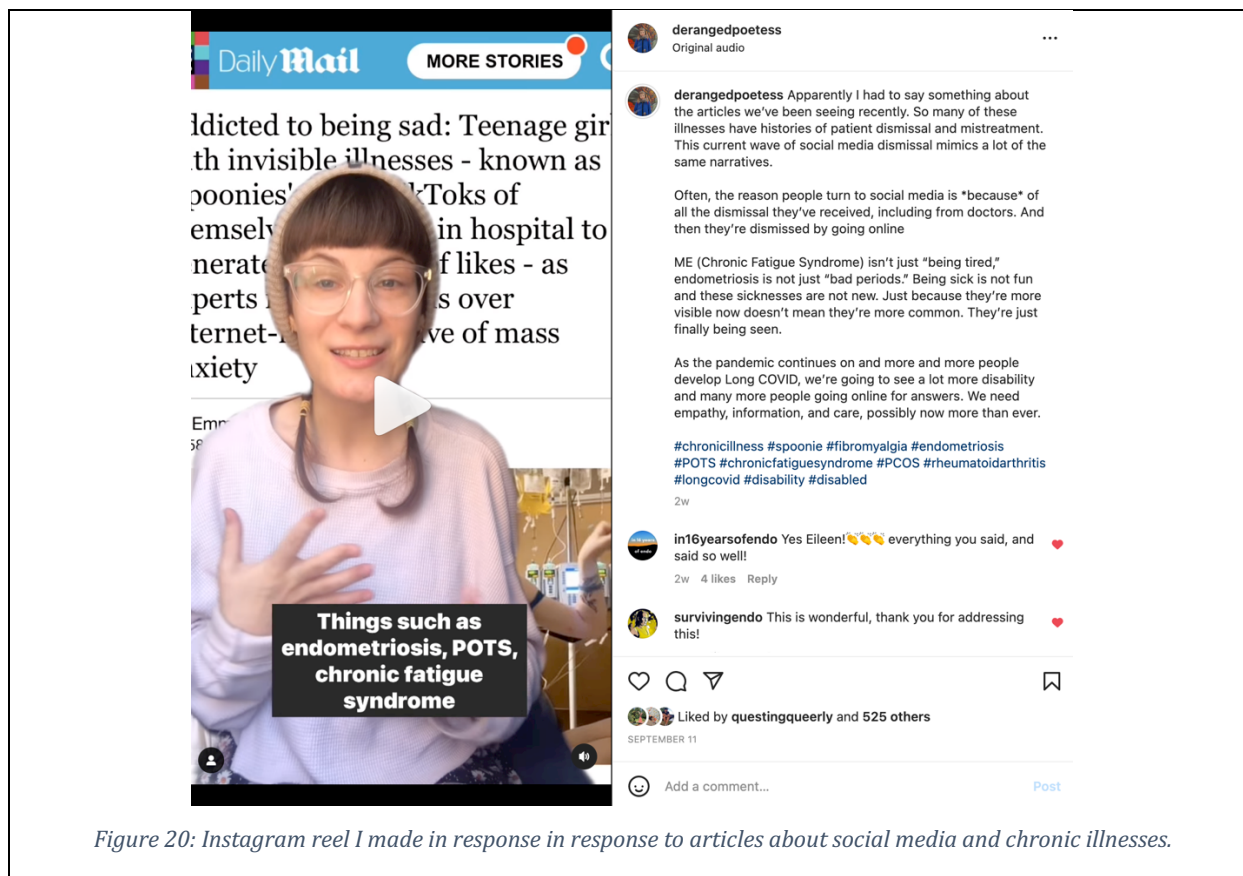 Daily Mail
MORE STORIES
ddicted to being sad: Teenage gir
th invisible illnesses - known as
poonies' kToks of
emselv in hospital to
nerate f likes - as
perts s over
ternet- ve of mass
xiety
Emm
58
Things such as
endometriosis, POTS,
chronic fatigue
syndrome
derangedpoetess
Original audio
derangedpoetess Apparently I had to say something about
the articles we've been seeing recently. So many of these
illnesses have histories of patient dismissal and mistreatment.
This current wave of social media dismissal mimics a lot of the
same narratives.
Often, the reason people turn to social media is *because* of
all the dismissal they've received, including from doctors. And
then they're dismissed by going online
ME (Chronic Fatigue Syndrome) isn't just “being tired,”
endometriosis is not just “bad periods.” Being sick is not fun
and these sicknesses are not new. Just because they're more
visible now doesn't mean they're more common. They're just
finally being seen.
As the pandemic continues on and more and more people
develop Long COVID, we're going to see a lot more disability
and many more people going online for answers. We need
empathy, information, and care, possibly now more than ever.
#chronicillness #spoonie #fibromyalgia #endometriosis
#POTS #chronicfatiguesyndrome #PCOS #rheumatoidarthritis
#longcovid #disability #disabled
2w
in16yearsofendo Yes Eileen!👏👏👏 everything you said, and
said so well!
2w 4 likes Reply
survivingendo This is wonderful, thank you for addressing
this!
Liked by questingqueerly and 525 others
SEPTEMBER 11
Add a comment...
Post
Figure 20: Instagram reel I made in response in response to articles about social media and chronic illnesses.